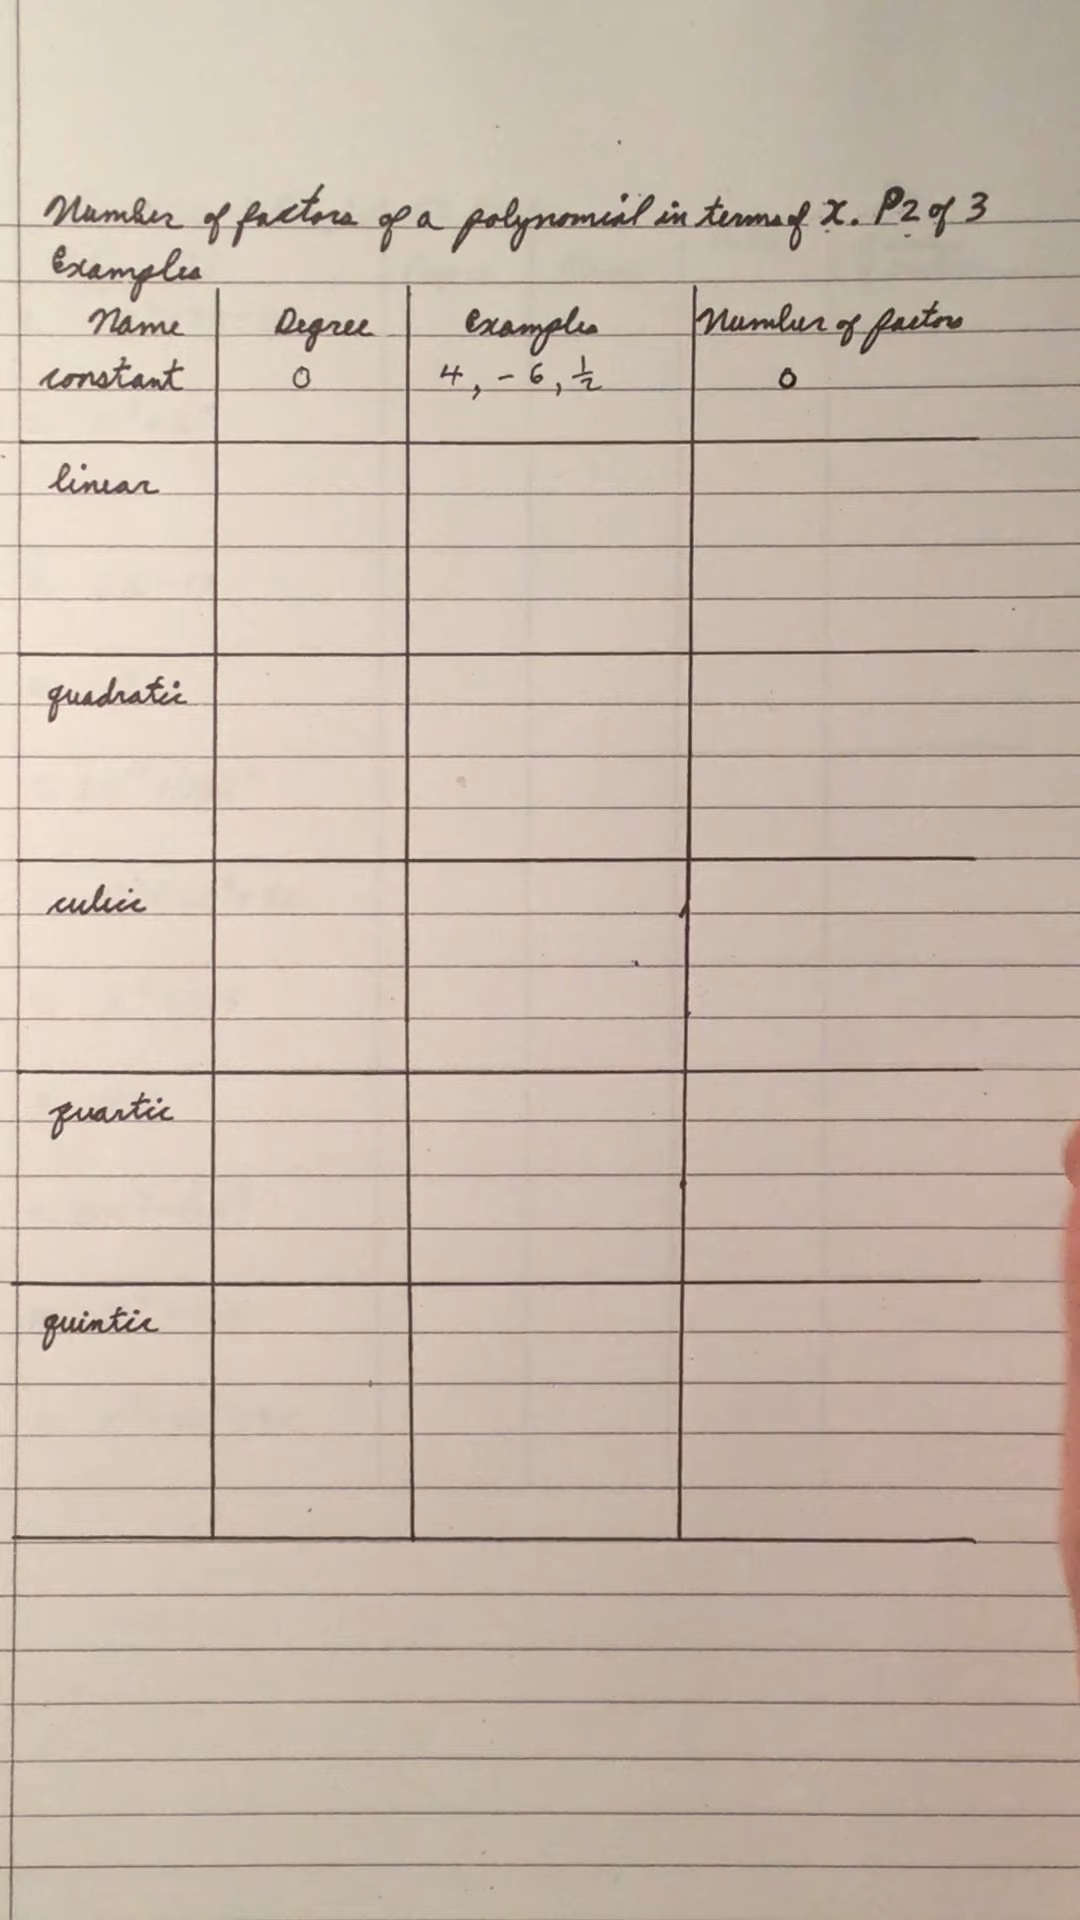 Number of factors of a polynomial in terms of x. P2 of 3
Examples
Name Degree Examples Number of factors
constant 0 4, -6, 1/2 0
linear
quadratic
cubic
quartic
quintic